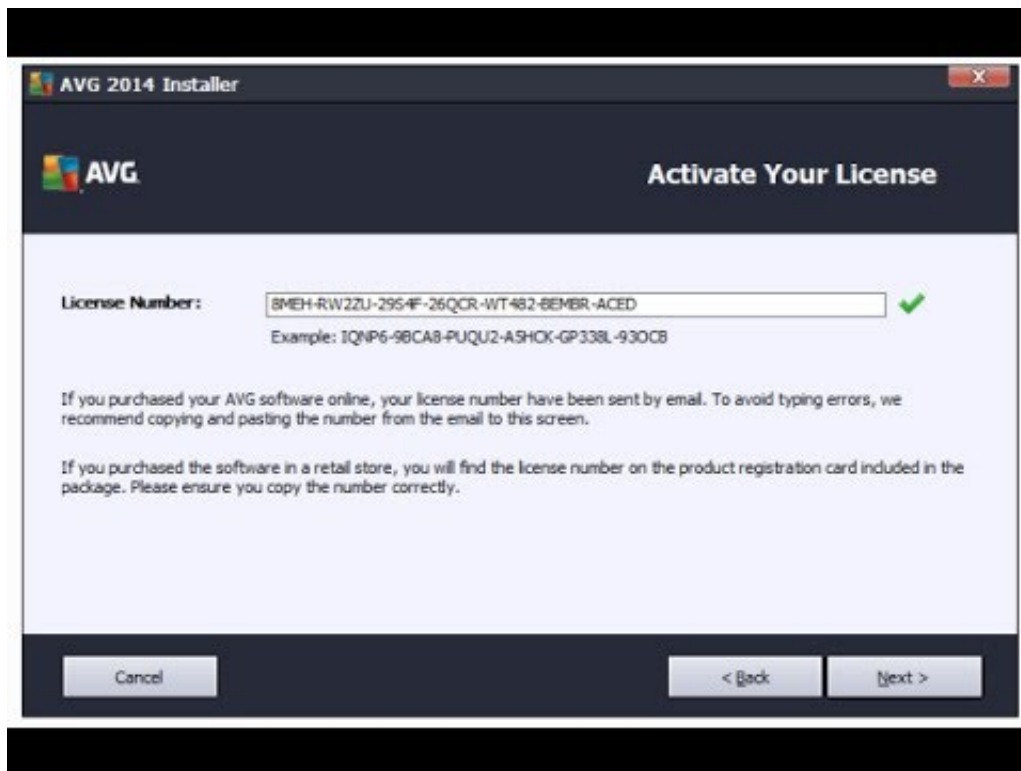 AVG 2014 Installer
AVG.
Activate Your License
License Number: 8MEH-RW2ZU-29S4F-26QCR-WT482-BEMBR-ACED
Example: IQNP6-9BCA8-PUQU2-A5HCK-GP338L-93OCB
If you purchased your AVG software online, your license number have been sent by email. To avoid typing errors, we
recommend copying and pasting the number from the email to this screen.
If you purchased the software in a retail store, you will find the license number on the product registration card included in the
package. Please ensure you copy the number correctly.
Cancel
< Back
Next >